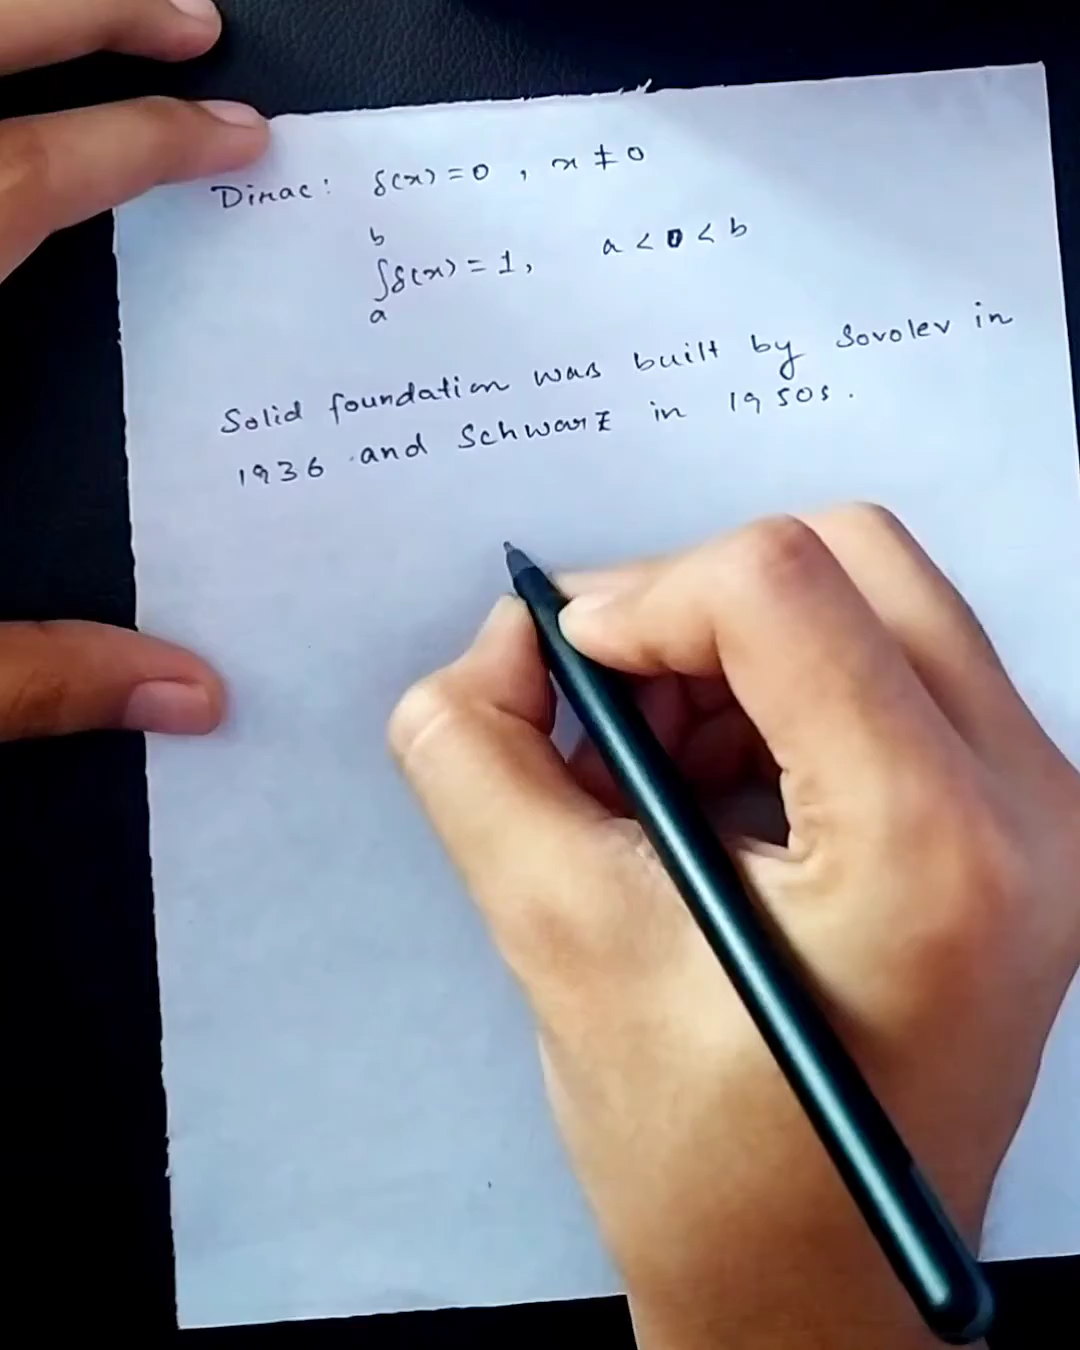 Dirac: δ(x) = 0 , x ≠ 0
b
∫δ(x) = 1, a < 0 < b
a
Solid foundation was built by Sovolev in
1936 and Schwarz in 1950s.